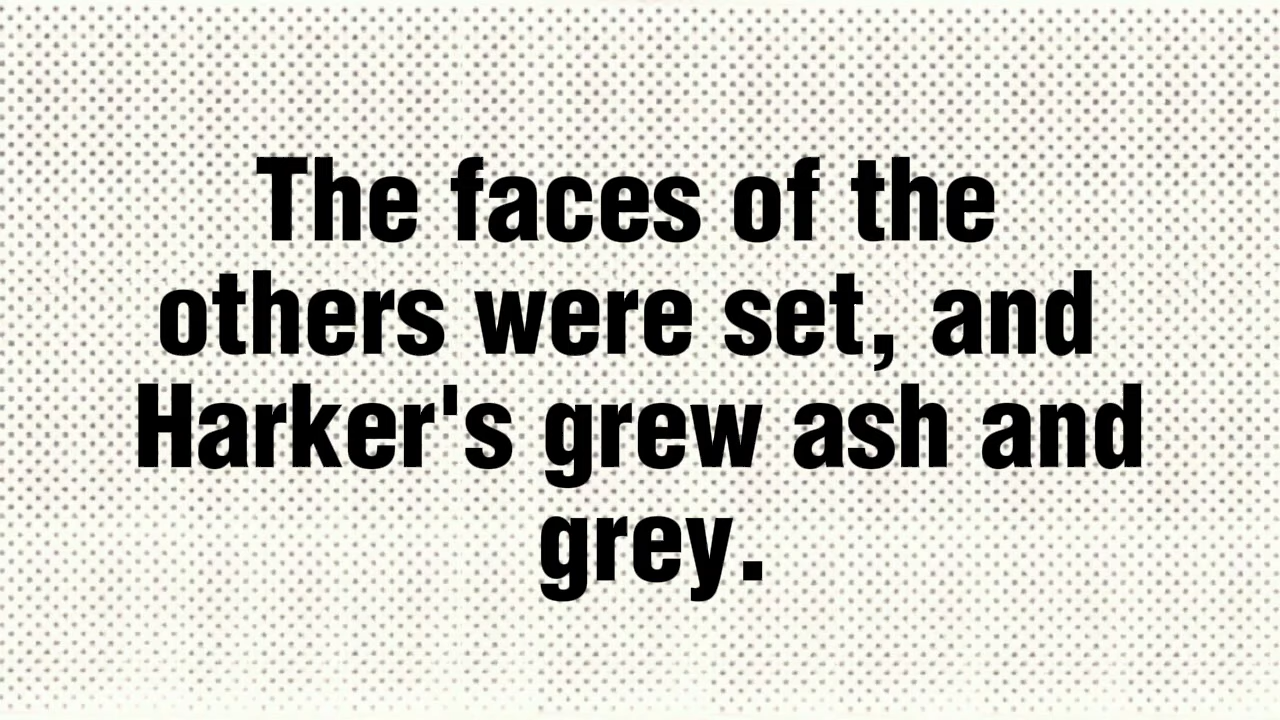 The faces of the
others were set, and
Harker's grew ash and
grey.